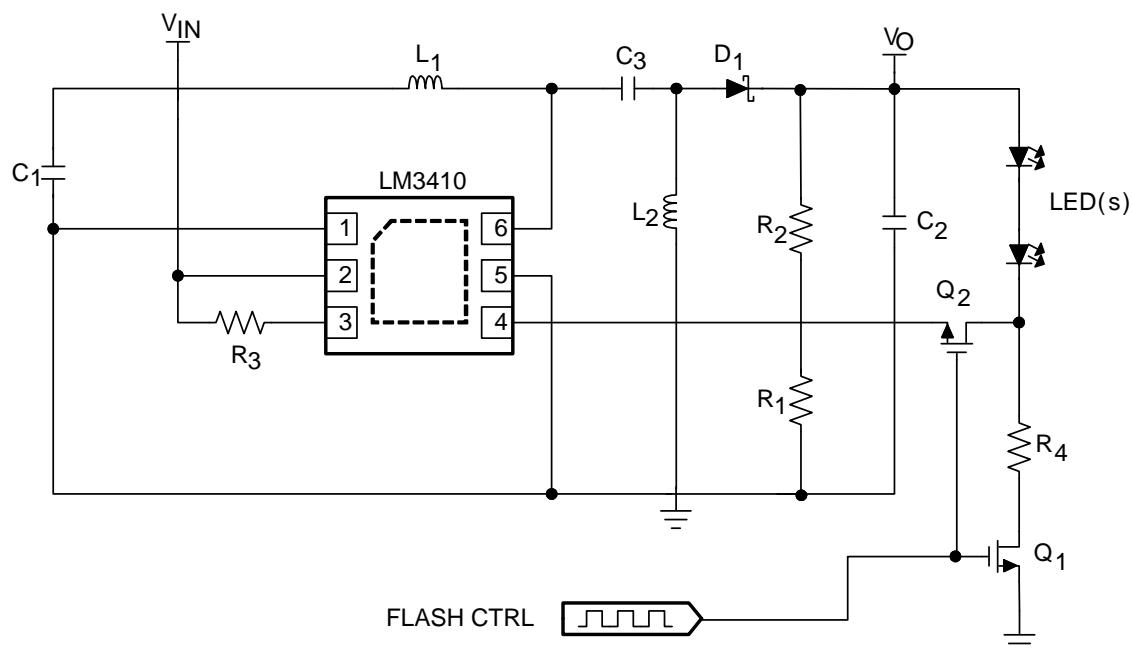 VIN
VO
L1
C3
D1
C1
LM3410
1
6
2
5
3
4
L2
R2
C2
LED(s)
Q2
R3
R1
R4
Q1
FLASH CTRL